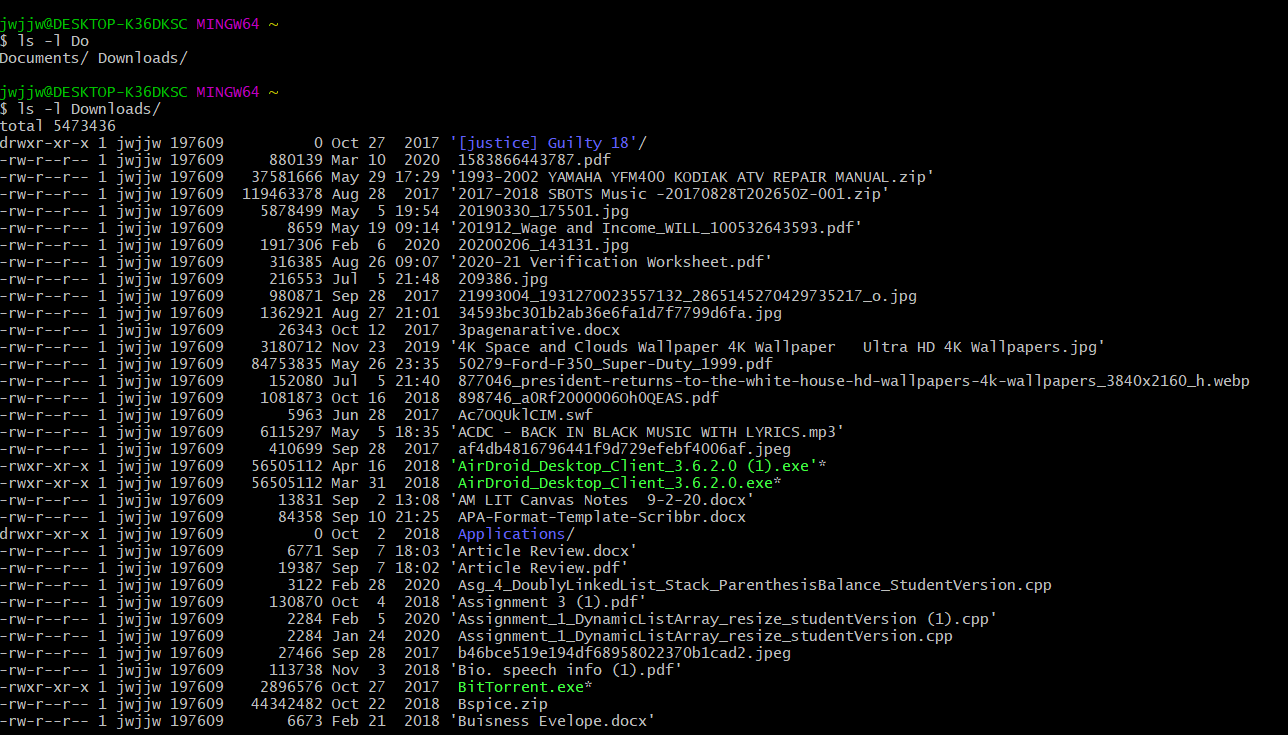 jwjjw@DESKTOP-K36DKSC MINGW64 ~
$ ls -l Do
Documents/ Downloads/
jwjjw@DESKTOP-K36DKSC MINGW64 ~
$ ls -l Downloads/
total 5473436
drwxr-xr-x 1 jwjjw 197609         0 Oct 27  2017 '[justice] Guilty 18'/
-rw-r--r-- 1 jwjjw 197609    880139 Mar 10  2020  1583866443787.pdf
-rw-r--r-- 1 jwjjw 197609  37581666 May 29 17:29 '1993-2002 YAMAHA YFM400 KODIAK ATV REPAIR MANUAL.zip'
-rw-r--r-- 1 jwjjw 197609 119463378 Aug 28  2017 '2017-2018 SBOTS Music -20170828T202650Z-001.zip'
-rw-r--r-- 1 jwjjw 197609   5878499 May  5 19:54  20190330_175501.jpg
-rw-r--r-- 1 jwjjw 197609      8659 May 19 09:14 '201912_Wage and Income_WILL_100532643593.pdf'
-rw-r--r-- 1 jwjjw 197609   1917306 Feb  6  2020  20200206_143131.jpg
-rw-r--r-- 1 jwjjw 197609    316385 Aug 26 09:07 '2020-21 Verification Worksheet.pdf'
-rw-r--r-- 1 jwjjw 197609    216553 Jul  5 21:48  209386.jpg
-rw-r--r-- 1 jwjjw 197609    980871 Sep 28  2017  21993004_1931270023557132_2865145270429735217_o.jpg
-rw-r--r-- 1 jwjjw 197609   1362921 Aug 27 21:01  34593bc301b2ab36e6fa1d7f7799d6fa.jpg
-rw-r--r-- 1 jwjjw 197609     26343 Oct 12  2017  3pagenarative.docx
-rw-r--r-- 1 jwjjw 197609   3180712 Nov 23  2019 '4K Space and Clouds Wallpaper 4K Wallpaper   Ultra HD 4K Wallpapers.jpg'
-rw-r--r-- 1 jwjjw 197609  84753835 May 26 23:35  50279-Ford-F350_Super-Duty_1999.pdf
-rw-r--r-- 1 jwjjw 197609    152080 Jul  5 21:40  877046_president-returns-to-the-white-house-hd-wallpapers-4k-wallpapers_3840x2160_h.webp
-rw-r--r-- 1 jwjjw 197609   1081873 Oct 16  2018  898746_a0Rf2000006Oh0QEAS.pdf
-rw-r--r-- 1 jwjjw 197609      5963 Jun 28  2017  Ac7OQUklCIM.swf
-rw-r--r-- 1 jwjjw 197609   6115297 May  5 18:35 'ACDC - BACK IN BLACK MUSIC WITH LYRICS.mp3'
-rw-r--r-- 1 jwjjw 197609    410699 Sep 28  2017  af4db4816796441f9d729efebf4006af.jpeg
-rwxr-xr-x 1 jwjjw 197609  56505112 Apr 16  2018 'AirDroid_Desktop_Client_3.6.2.0 (1).exe'*
-rwxr-xr-x 1 jwjjw 197609  56505112 Mar 31  2018  AirDroid_Desktop_Client_3.6.2.0.exe*
-rw-r--r-- 1 jwjjw 197609     13831 Sep  2 13:08 'AM LIT Canvas Notes  9-2-20.docx'
-rw-r--r-- 1 jwjjw 197609     84358 Sep 10 21:25  APA-Format-Template-Scribbr.docx
drwxr-xr-x 1 jwjjw 197609         0 Oct  2  2018  Applications/
-rw-r--r-- 1 jwjjw 197609      6771 Sep  7 18:03 'Article Review.docx'
-rw-r--r-- 1 jwjjw 197609     19387 Sep  7 18:02 'Article Review.pdf'
-rw-r--r-- 1 jwjjw 197609      3122 Feb 28  2020  Asg_4_DoublyLinkedList_Stack_ParenthesisBalance_StudentVersion.cpp
-rw-r--r-- 1 jwjjw 197609    130870 Oct  4  2018 'Assignment 3 (1).pdf'
-rw-r--r-- 1 jwjjw 197609      2284 Feb  5  2020 'Assignment_1_DynamicListArray_resize_studentVersion (1).cpp'
-rw-r--r-- 1 jwjjw 197609      2284 Jan 24  2020  Assignment_1_DynamicListArray_resize_studentVersion.cpp
-rw-r--r-- 1 jwjjw 197609     27466 Sep 28  2017  b46bce519e194df68958022370b1cad2.jpeg
-rw-r--r-- 1 jwjjw 197609    113738 Nov  3  2018 'Bio. speech info (1).pdf'
-rwxr-xr-x 1 jwjjw 197609   2896576 Oct 27  2017  BitTorrent.exe*
-rw-r--r-- 1 jwjjw 197609  44342482 Oct 22  2018  Bspice.zip
-rw-r--r-- 1 jwjjw 197609      6673 Feb 21  2018 'Buisness Evelope.docx'